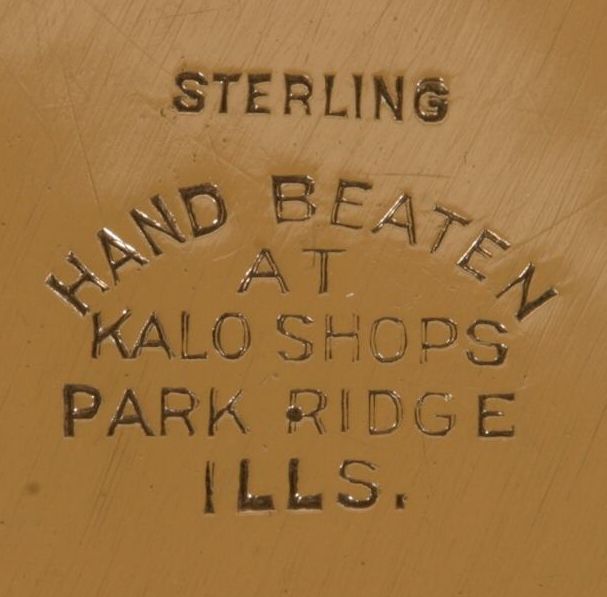 STERLING
HAND BEATEN
AT
KALO SHOPS
PARK RIDGE
ILLS.